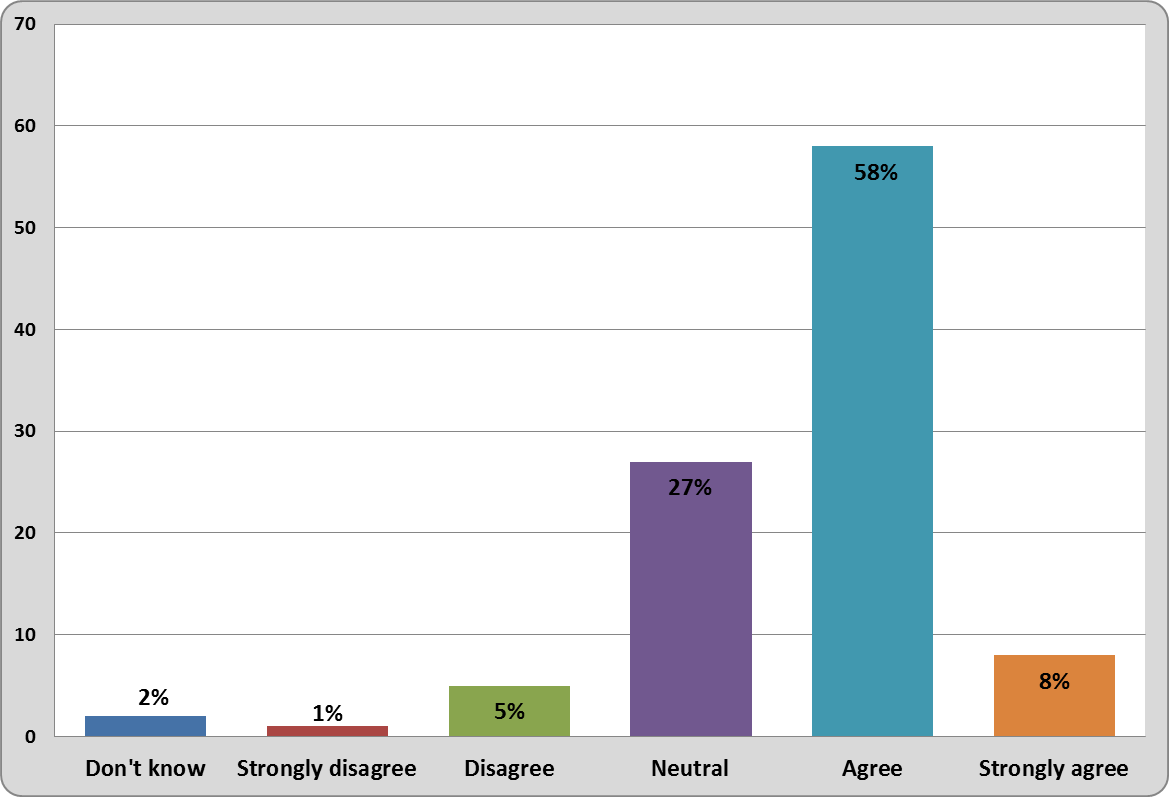 70
60
50
40
30
20
10
0
2%
1%
5%
27%
58%
8%
Don't know
Strongly disagree
Disagree
Neutral
Agree
Strongly agree